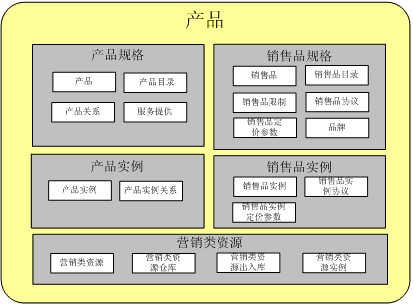 产品
产品规格
产品
产品目录
产品关系
服务提供
销售品规格
销售品
销售品目录
销售品限制
销售品协议
销售品定
价参数
品牌
产品实例
产品实例
产品实例关系
销售品实例
销售品实例
销售品实
例协议
销售品实例
定价参数
营销类资源
营销类资源
营销类资
源仓库
营销类资
源出入库
营销类资
源实例